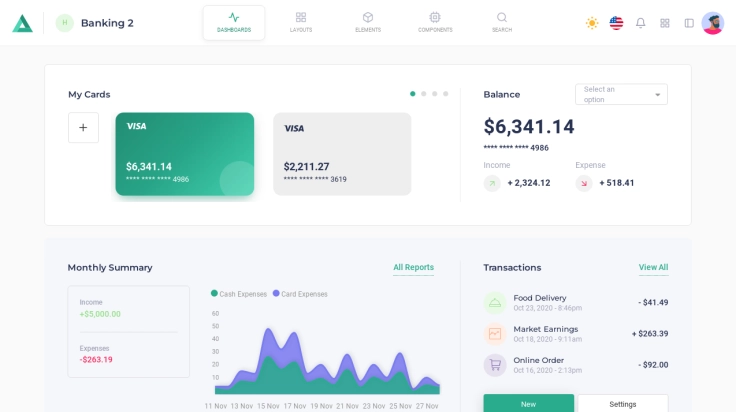 H
Banking 2
DASHBOARDS
LAYOUTS
ELEMENTS
COMPONENTS
SEARCH
My Cards
VISA
$6,341.14
**** **** **** 4986
VISA
$2,211.27
**** **** **** 3619
Balance
Select an
option
$6,341.14
**** **** **** 4986
Income
+ 2,324.12
Expense
+ 518.41
Monthly Summary
All Reports
Income
+$5,000.00
Expenses
-$263.19
Cash Expenses
Card Expenses
60
50
40
30
20
10
11 Nov 13 Nov 15 Nov 17 Nov 19 Nov 21 Nov 23 Nov 25 Nov 27 Nov
Transactions
View All
Food Delivery
Oct 23, 2020 - 8:46pm
- $41.49
Market Earnings
Oct 18, 2020 - 9:11am
+ $263.39
Online Order
Oct 16, 2020 - 2:13pm
- $92.00
New
Settings